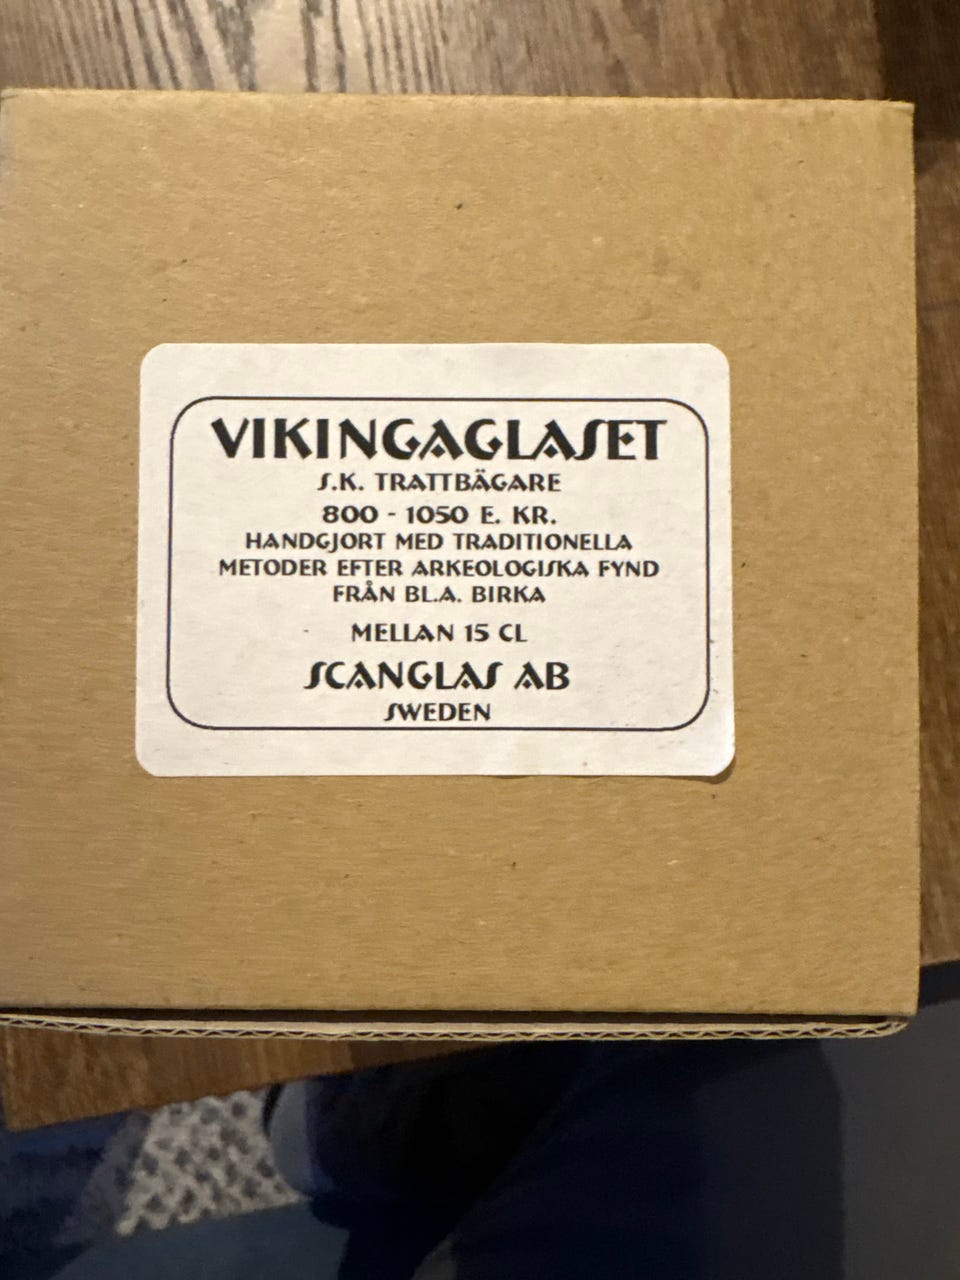 VIKINGAGLASET
S.K. TRATTBÄGARE
800 - 1050 E. KR.
HANDGJORT MED TRADITIONELLA
METODER EFTER ARKEOLOGISKA FYND
FRÅN BL.A. BIRKA
MELLAN 15 CL
SCANGLAS AB
SWEDEN